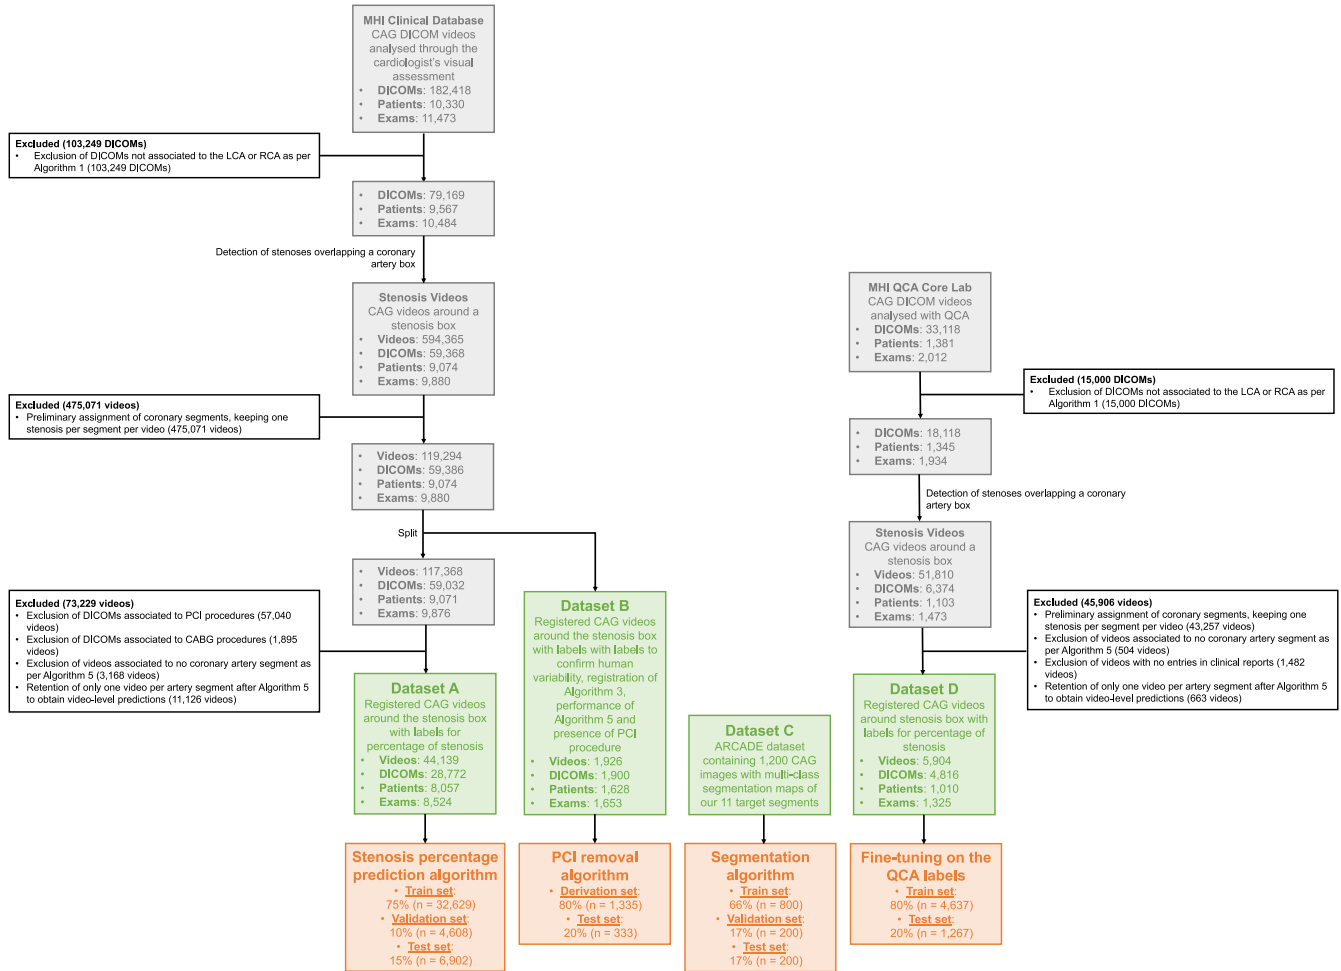 MHI Clinical Database
CAG DICOM videos
analysed through the
cardiologist's visual
assessment
• DICOMs: 182,418
• Patients: 10,330
• Exams: 11,473
Excluded (103,249 DICOMs)
• Exclusion of DICOMs not associated to the LCA or RCA as per
Algorithm 1 (103,249 DICOMs)
• DICOMs: 79,169
• Patients: 9,567
• Exams: 10,484
Detection of stenoses overlapping a coronary
artery box
Stenosis Videos
CAG videos around a
stenosis box
• Videos: 594,365
• DICOMs: 59,368
• Patients: 9,074
• Exams: 9,880
Excluded (475,071 videos)
• Preliminary assignment of coronary segments, keeping one
stenosis per segment per video (475,071 videos)
• Videos: 119,294
• DICOMs: 59,386
• Patients: 9,074
• Exams: 9,880
Split
• Videos: 117,368
• DICOMs: 59,032
• Patients: 9,071
• Exams: 9,876
Excluded (73,229 videos)
• Exclusion of DICOMs associated to PCI procedures (57,040
videos)
• Exclusion of DICOMs associated to CABG procedures (1,895
videos)
• Exclusion of videos associated to no coronary artery segment as
per Algorithm 5 (3,168 videos)
• Retention of only one video per artery segment after Algorithm 5
to obtain video-level predictions (11,126 videos)
Dataset A
Registered CAG videos
around the stenosis box
with labels for
percentage of stenosis
• Videos: 44,139
• DICOMs: 28,772
• Patients: 8,057
• Exams: 8,524
Stenosis percentage
prediction algorithm
• Train set:
75% (n = 32,629)
• Validation set:
10% (n = 4,608)
• Test set:
15% (n = 6,902)
Dataset B
Registered CAG videos
around the stenosis box
with labels with labels to
confirm human
variability, registration of
Algorithm 3,
performance of
Algorithm 5 and
presence of PCI
procedure
• Videos: 1,926
• DICOMs: 1,900
• Patients: 1,628
• Exams: 1,653
PCI removal
algorithm
• Derivation set:
80% (n = 1,335)
• Test set:
20% (n = 333)
Dataset C
ARCADE dataset
containing 1,200 CAG
images with multi-class
segmentation maps of
our 11 target segments
Segmentation
algorithm
• Train set:
66% (n = 800)
• Validation set:
17% (n = 200)
• Test set:
17% (n = 200)
MHI QCA Core Lab
CAG DICOM videos
analysed with QCA
• DICOMs: 33,118
• Patients: 1,381
• Exams: 2,012
Excluded (15,000 DICOMs)
• Exclusion of DICOMs not associated to the LCA or RCA as per
Algorithm 1 (15,000 DICOMs)
• DICOMs: 18,118
• Patients: 1,345
• Exams: 1,934
Detection of stenoses overlapping a coronary
artery box
Stenosis Videos
CAG videos around a
stenosis box
• Videos: 51,810
• DICOMs: 6,374
• Patients: 1,103
• Exams: 1,473
Excluded (45,906 videos)
• Preliminary assignment of coronary segments, keeping one
stenosis per segment per video (43,257 videos)
• Exclusion of videos associated to no coronary artery segment as
per Algorithm 5 (504 videos)
• Exclusion of videos with no entries in clinical reports (1,482
videos)
• Retention of only one video per artery segment after Algorithm 5
to obtain video-level predictions (663 videos)
Dataset D
Registered CAG videos
around stenosis box with
labels for percentage of
stenosis
• Videos: 5,904
• DICOMs: 4,816
• Patients: 1,010
• Exams: 1,325
Fine-tuning on the
QCA labels
• Train set:
80% (n = 4,637)
• Test set:
20% (n = 1,267)